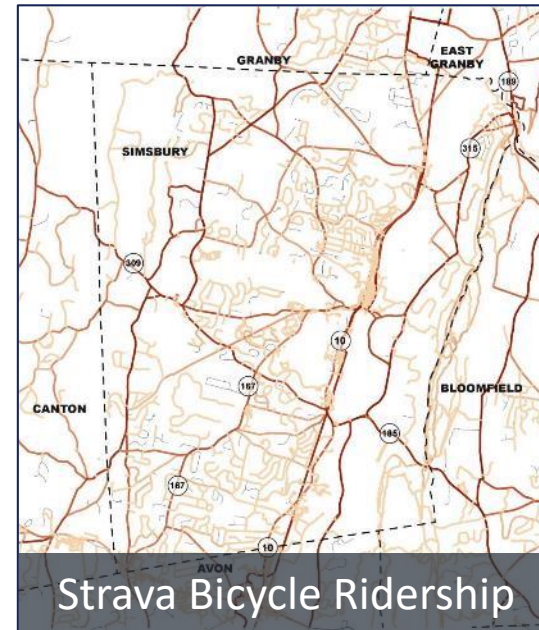 GRANBY
EAST
GRANBY
189
SIMSBURY
315
309
10
167
BLOOMFIELD
CANTON
185
167
10
AVON
Strava Bicycle Ridership